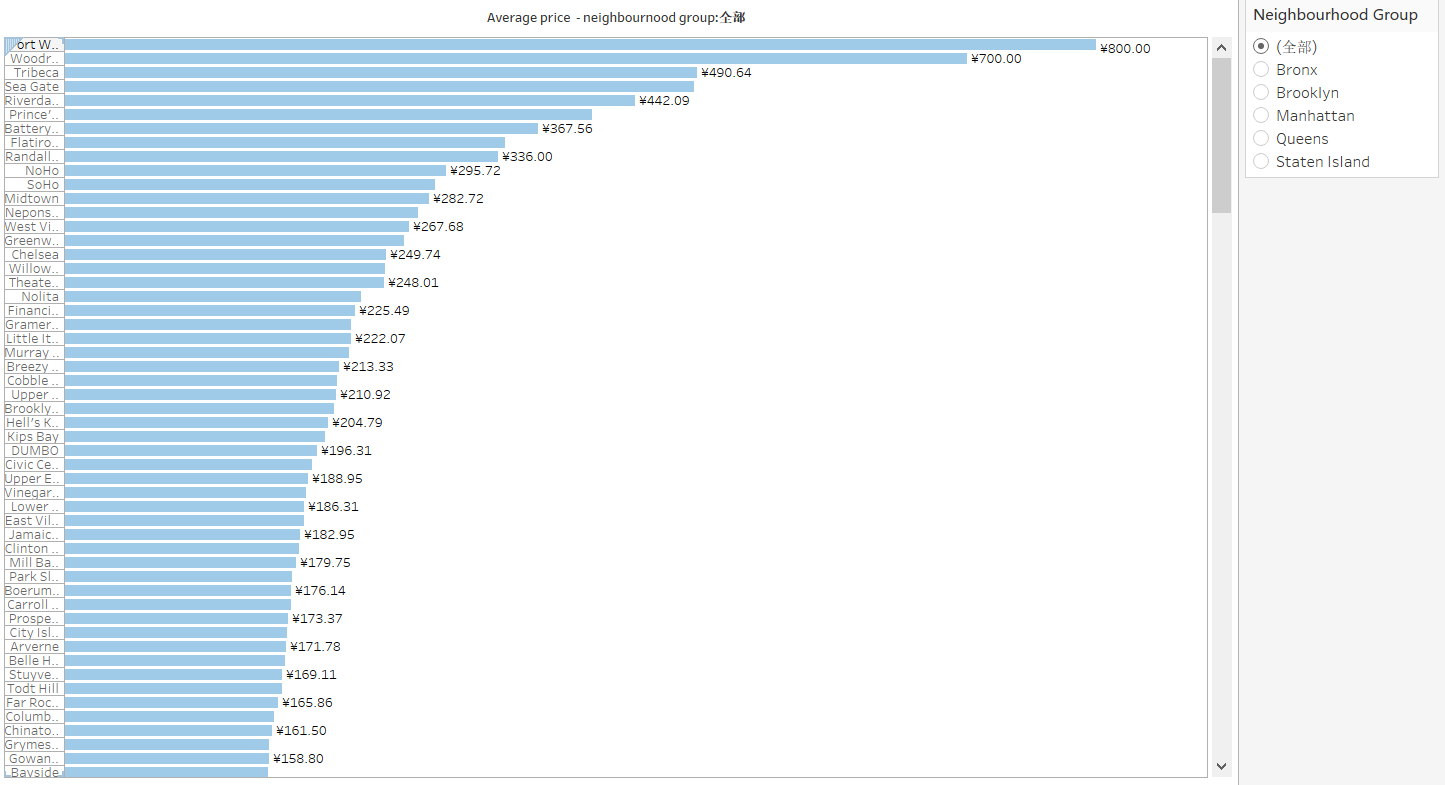 Average price - neighbournood group:全部
ort W.. ¥800.00
Woodr.. ¥700.00
Tribeca ¥490.64
Sea Gate
Riverda.. ¥442.09
Prince'..
Battery.. ¥367.56
Flatiro..
Randall.. ¥336.00
NoHo ¥295.72
SoHo
Midtown ¥282.72
Nepons..
West Vi.. ¥267.68
Greenw..
Chelsea ¥249.74
Willow..
Theate.. ¥248.01
Nolita
Financi.. ¥225.49
Gramer..
Little It.. ¥222.07
Murray ..
Breezy .. ¥213.33
Cobble ..
Upper .. ¥210.92
Brookly..
Hell's K.. ¥204.79
Kips Bay
DUMBO ¥196.31
Civic Ce..
Upper E.. ¥188.95
Vinegar..
Lower .. ¥186.31
East Vil..
Jamaic.. ¥182.95
Clinton ..
Mill Ba.. ¥179.75
Park Sl..
Boerum.. ¥176.14
Carroll ..
Prospe.. ¥173.37
City Isl..
Arverne ¥171.78
Belle H..
Stuyve.. ¥169.11
Todt Hill
Far Roc.. ¥165.86
Columb..
Chinato.. ¥161.50
Grymes..
Gowan.. ¥158.80
Bayside
Neighbourhood Group
(全部)
Bronx
Brooklyn
Manhattan
Queens
Staten Island